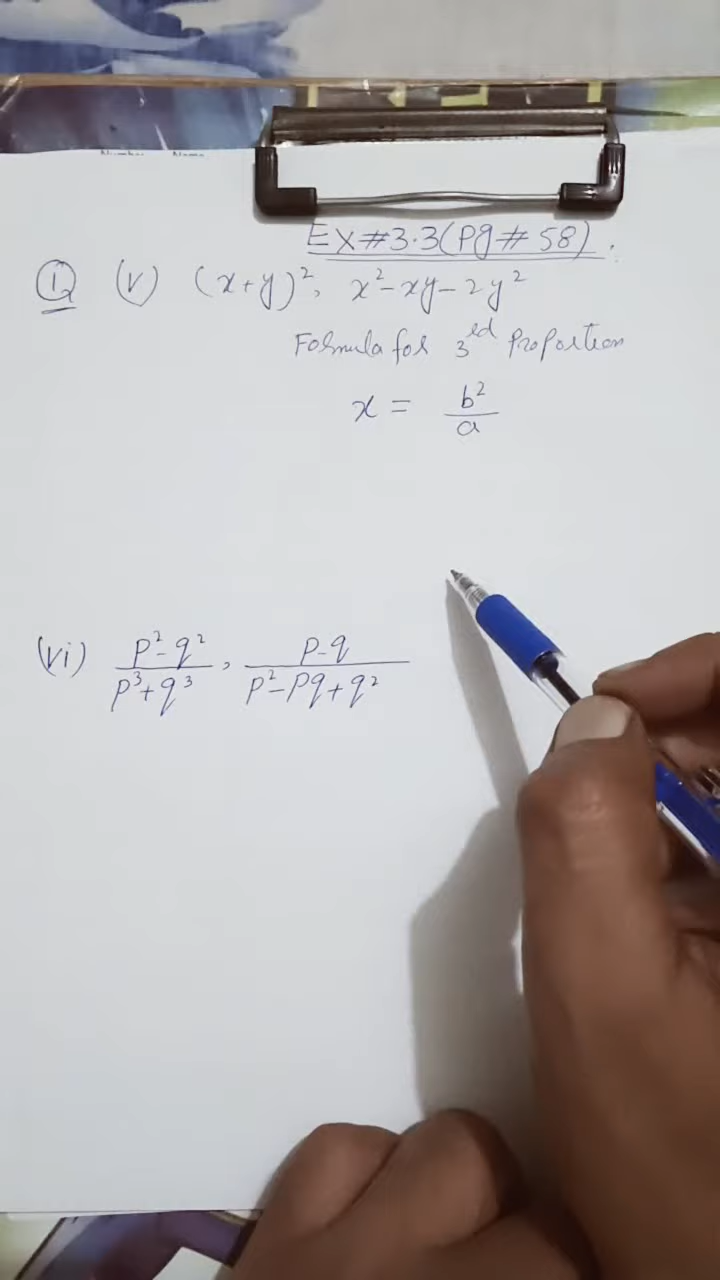 Ex#3.3(Pg#58).
Q1 (v) (x+y)², x²-xy-2y²
Formula for 3rd Proportion
x = b²/a
(vi) p²-q²/p³+q³, p-q/p²-pq+q²